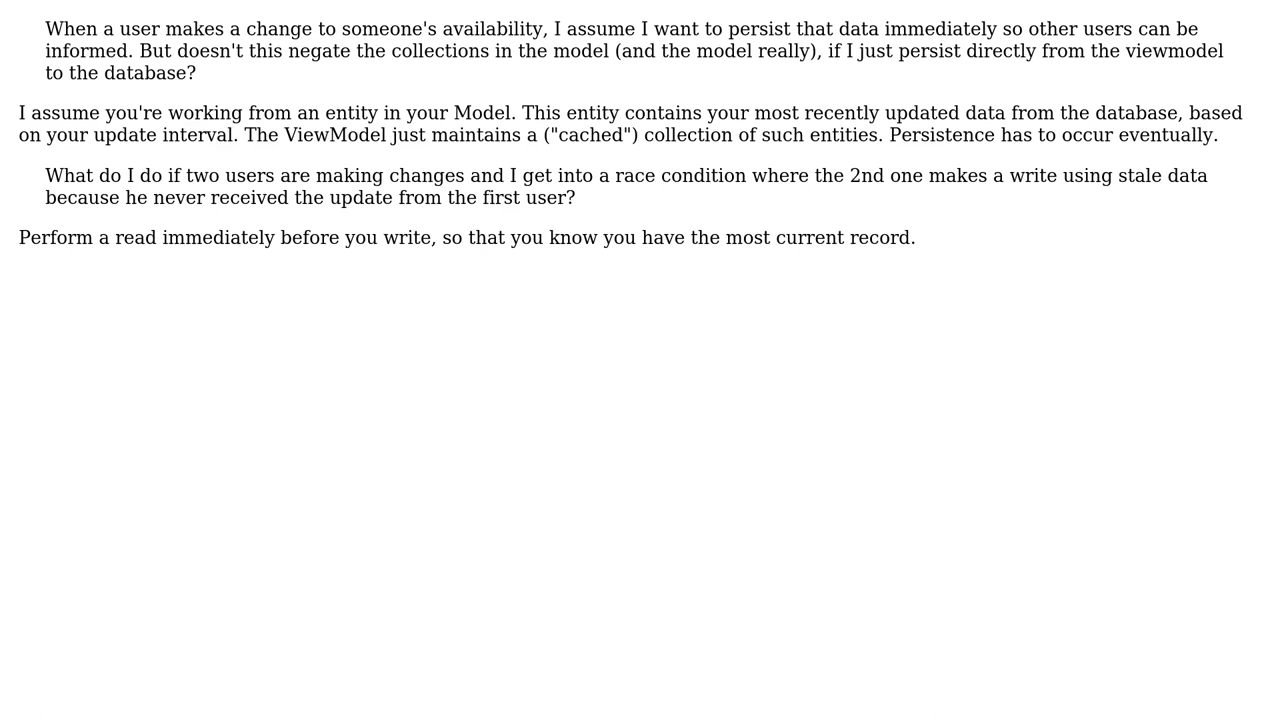 When a user makes a change to someone's availability, I assume I want to persist that data immediately so other users can be
informed. But doesn't this negate the collections in the model (and the model really), if I just persist directly from the viewmodel
to the database?
I assume you're working from an entity in your Model. This entity contains your most recently updated data from the database, based
on your update interval. The ViewModel just maintains a ("cached") collection of such entities. Persistence has to occur eventually.
What do I do if two users are making changes and I get into a race condition where the 2nd one makes a write using stale data
because he never received the update from the first user?
Perform a read immediately before you write, so that you know you have the most current record.